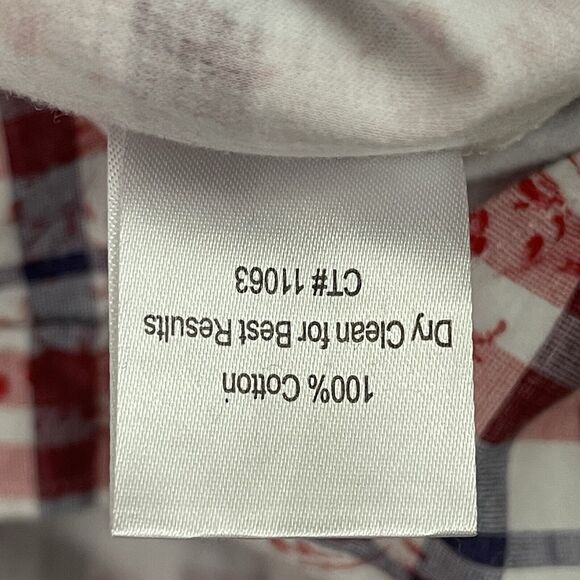 100% Cotton
Dry Clean for Best Results
CT# 11063